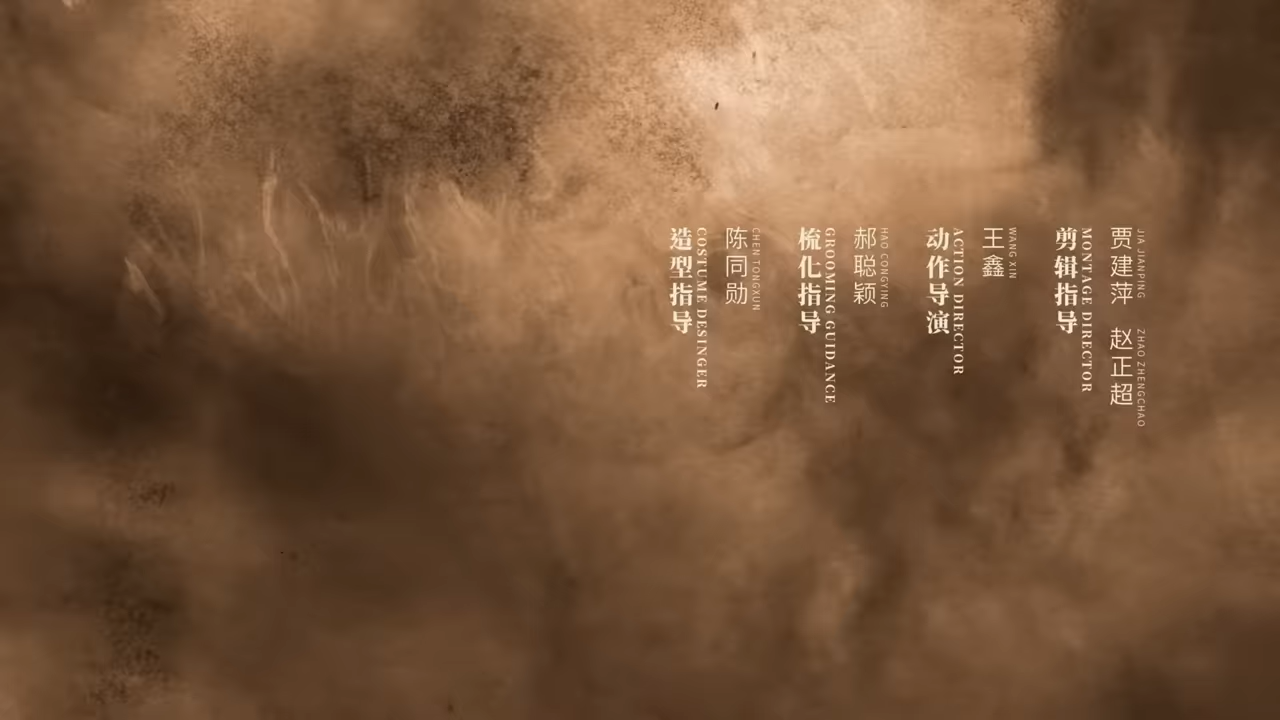 造型指导
COSTUME DESINGER
陈同勋
CHEN TONGXUN
梳化指导
GROOMING GUIDANCE
郝聪颖
HAO CONGYING
动作导演
ACTION DIRECTOR
王鑫
WANG XIN
剪辑指导
MONTAGE DIRECTOR
贾建萍 赵正超
JIA JIANPING ZHAO ZHENGCHAO